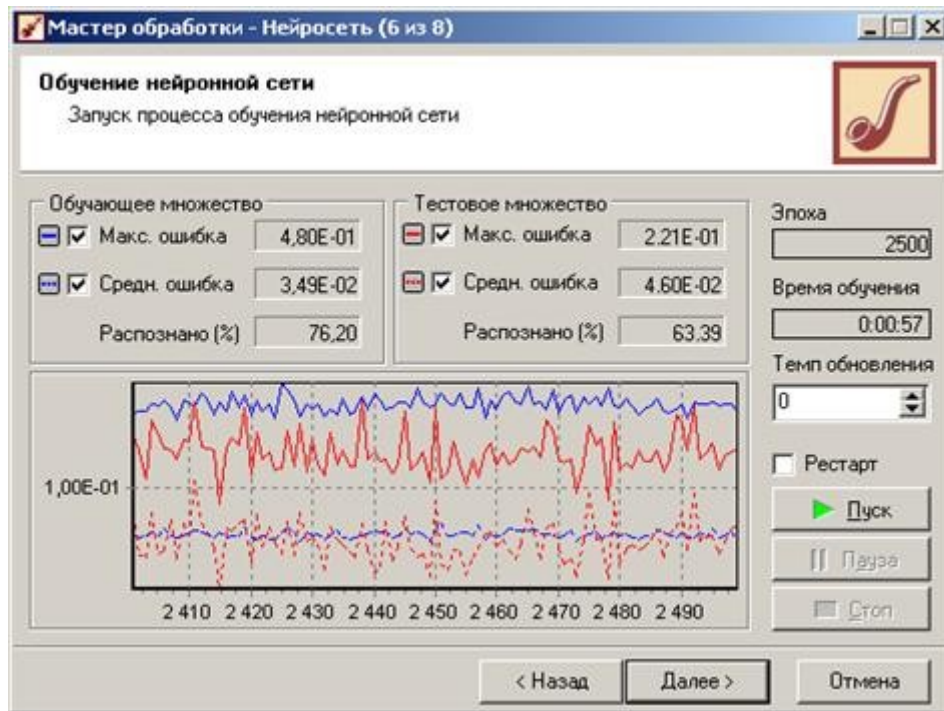 Мастер обработки - Нейросеть (6 из 8)
Обучение нейронной сети
Запуск процесса обучения нейронной сети
Обучающее множество
Макс. ошибка 4,80E-01
Средн. ошибка 3,49E-02
Распознано (%) 76,20
Тестовое множество
Макс. ошибка 2.21E-01
Средн. ошибка 4.60E-02
Распознано (%) 63.39
Эпоха
2500
Время обучения
0:00:57
Темп обновления
0
Рестарт
Пуск
Пауза
Стоп
1,00E-01
2 410 2 420 2 430 2 440 2 450 2 460 2 470 2 480 2 490
< Назад Далее > Отмена